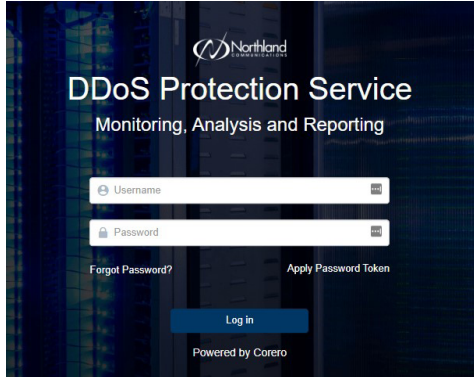 Northland
COMMUNICATIONS
DDoS Protection Service
Monitoring, Analysis and Reporting
Username
Password
Forgot Password? Apply Password Token
Log in
Powered by Corero